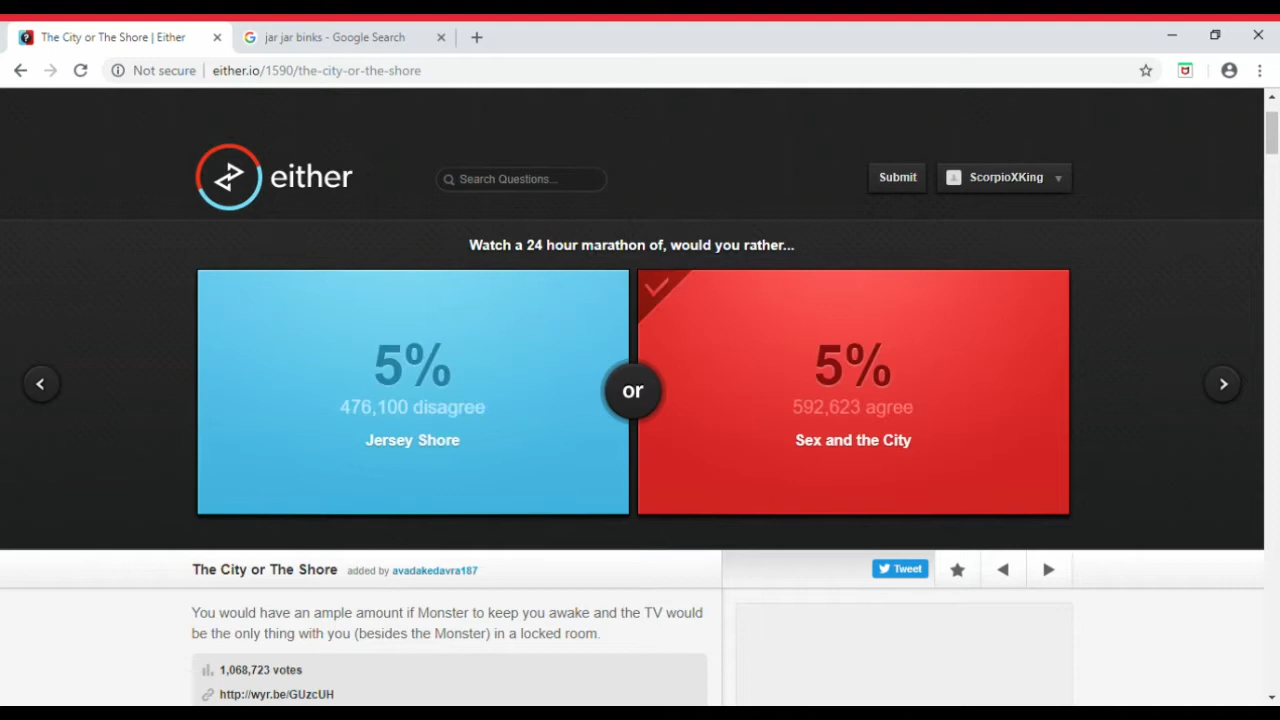 The City or The Shore | Either
jar jar binks - Google Search
Not secure | either.io/1590/the-city-or-the-shore
either
Search Questions...
Submit
ScorpioXKing
Watch a 24 hour marathon of, would you rather...
5%
476,100 disagree
Jersey Shore
or
5%
592,623 agree
Sex and the City
The City or The Shore added by avadakedavra187
Tweet
You would have an ample amount if Monster to keep you awake and the TV would
be the only thing with you (besides the Monster) in a locked room.
1,068,723 votes
http://wyr.be/GUzcUH